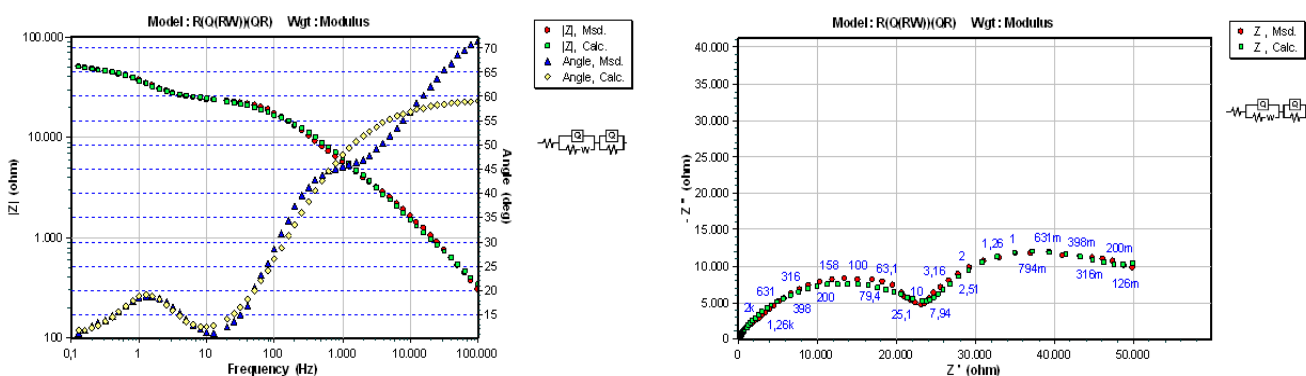 Model : R(Q(RW))(QR) Wgt : Modulus
|Z|, Msd.
|Z|, Calc.
Angle, Msd.
Angle, Calc.
Q
W
Q
|Z| (ohm)
100.000
10.000
1.000
100
Angle (deg)
70
65
60
55
50
45
40
35
30
25
20
15
0,1
1
10
100
1.000
10.000
100.000
Frequency (Hz)
Model : R(Q(RW))(QR) Wgt : Modulus
Z , Msd.
Z , Calc.
Q
W
Q
- Z '' (ohm)
40.000
35.000
30.000
25.000
20.000
15.000
10.000
5.000
0
2k
631
316
158
100
63,1
10
3,16
2
1,26
1
631m
398m
200m
1,26k
398
200
79,4
25,1
7,94
2,51
794m
316m
126m
0
10.000
20.000
30.000
40.000
50.000
Z ' (ohm)